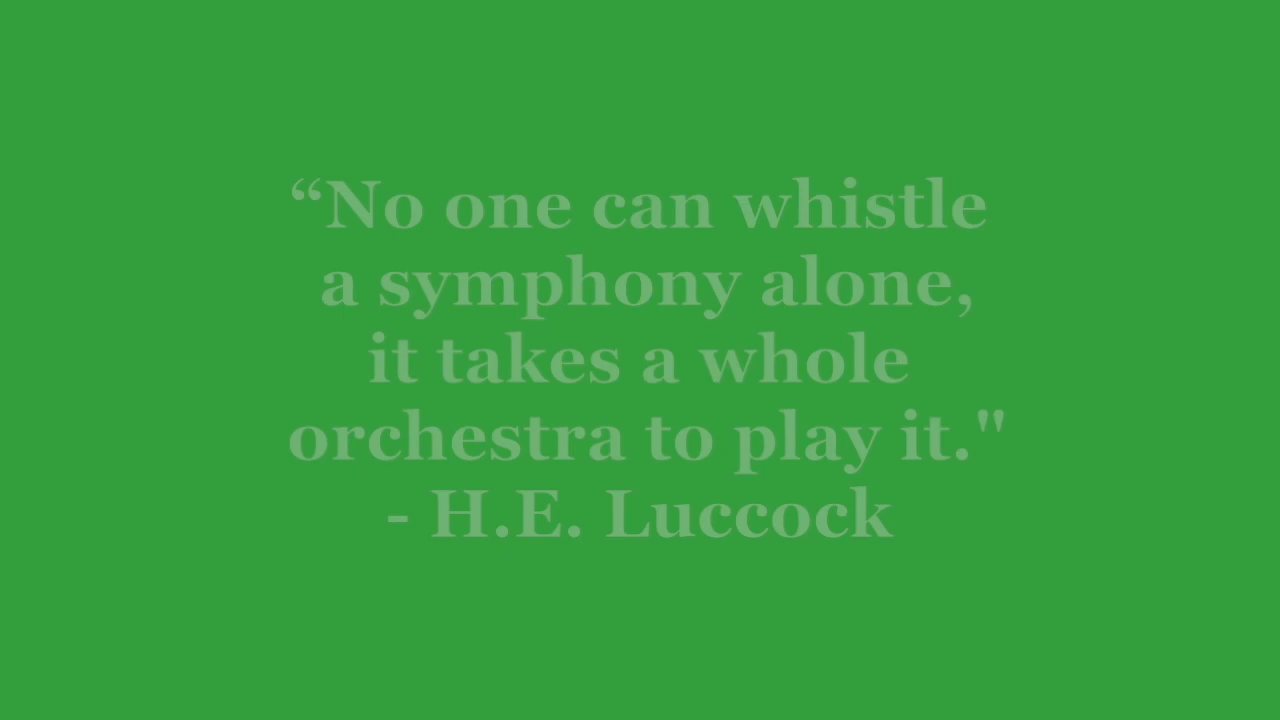 “No one can whistle
a symphony alone,
it takes a whole
orchestra to play it."
- H.E. Luccock